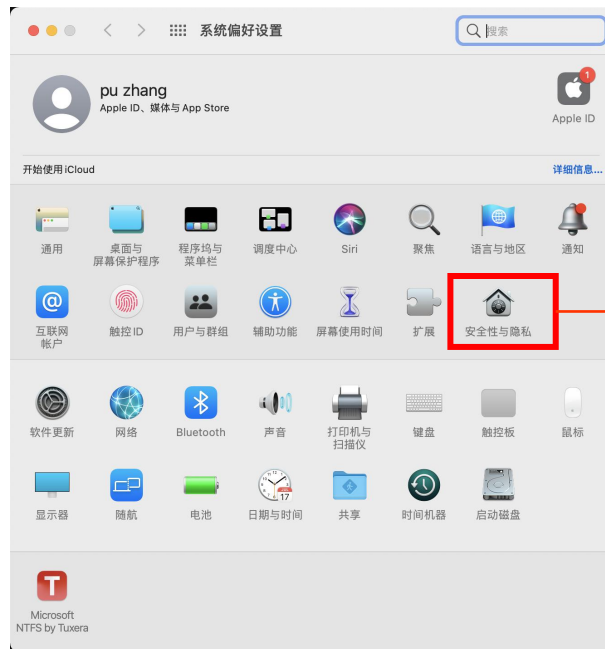 系统偏好设置
搜索
pu zhang
Apple ID、媒体与 App Store
1
Apple ID
开始使用 iCloud
详细信息...
通用
桌面与
屏幕保护程序
程序坞与
菜单栏
调度中心
Siri
聚焦
语言与地区
通知
互联网
帐户
触控 ID
用户与群组
辅助功能
屏幕使用时间
扩展
安全性与隐私
软件更新
网络
Bluetooth
声音
打印机与
扫描仪
键盘
触控板
鼠标
显示器
随航
电池
17
日期与时间
共享
时间机器
启动磁盘
T
Microsoft
NTFS by Tuxera